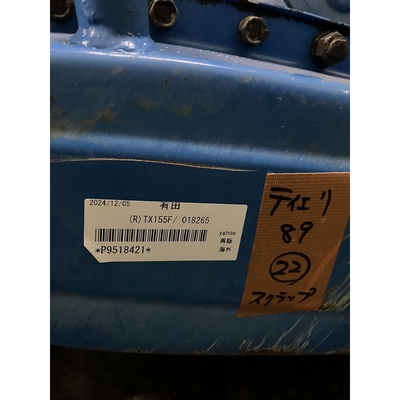 2024/12/05 有田
(R)TX155F/ 018265
yahoo
再販
海外
*P9518421*
ティエリ
89
22
スクラップ